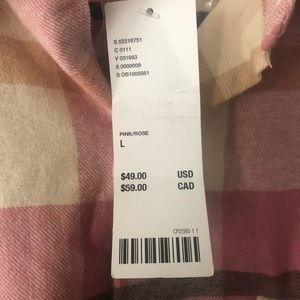 S 52216751
C 0111
V 031683
S 0000009
S OB1005561
PINK/ROSE
L
$49.00 USD
$59.00 CAD
CP2585 1 1